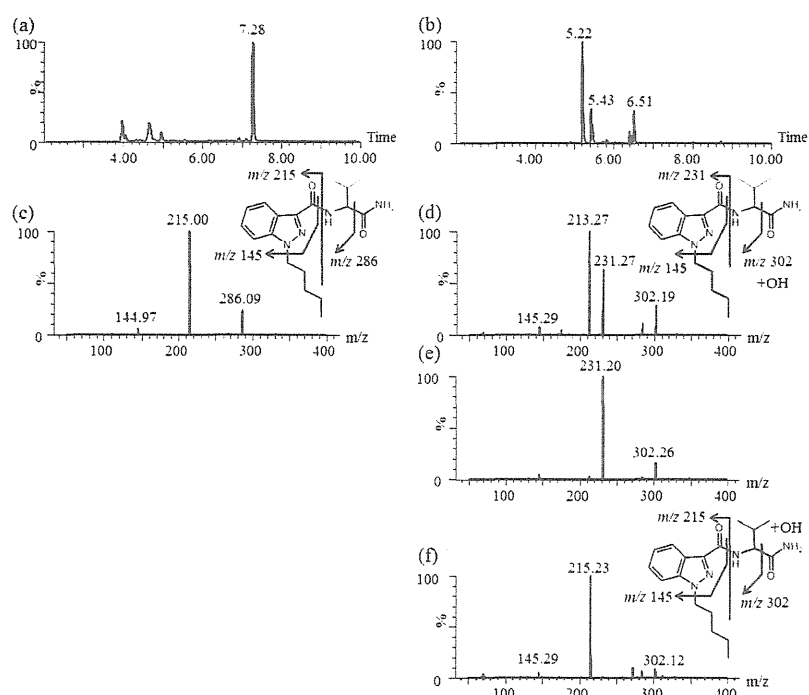 (a)
7.28
100
%
0
4.00 6.00 8.00 10.00
Time
(b)
5.22
100
5.43
6.51
%
0
4.00 6.00 8.00 10.00
Time
(c)
m/z 215
O
NH₂
N
H
O
N
N
m/z 145
m/z 286
215.00
100
%
286.09
144.97
0
100 200 300 400
m/z
(d)
m/z 231
O
NH₂
N
H
O
N
N
m/z 145
m/z 302
+OH
213.27
100
231.27
%
302.19
145.29
0
100 200 300 400
m/z
(e)
231.20
100
%
302.26
0
100 200 300 400
m/z
(f)
m/z 215
+OH
O
NH₂
N
H
O
N
N
m/z 145
m/z 302
215.23
100
%
145.29
302.12
0
100 200 300 400
m/z